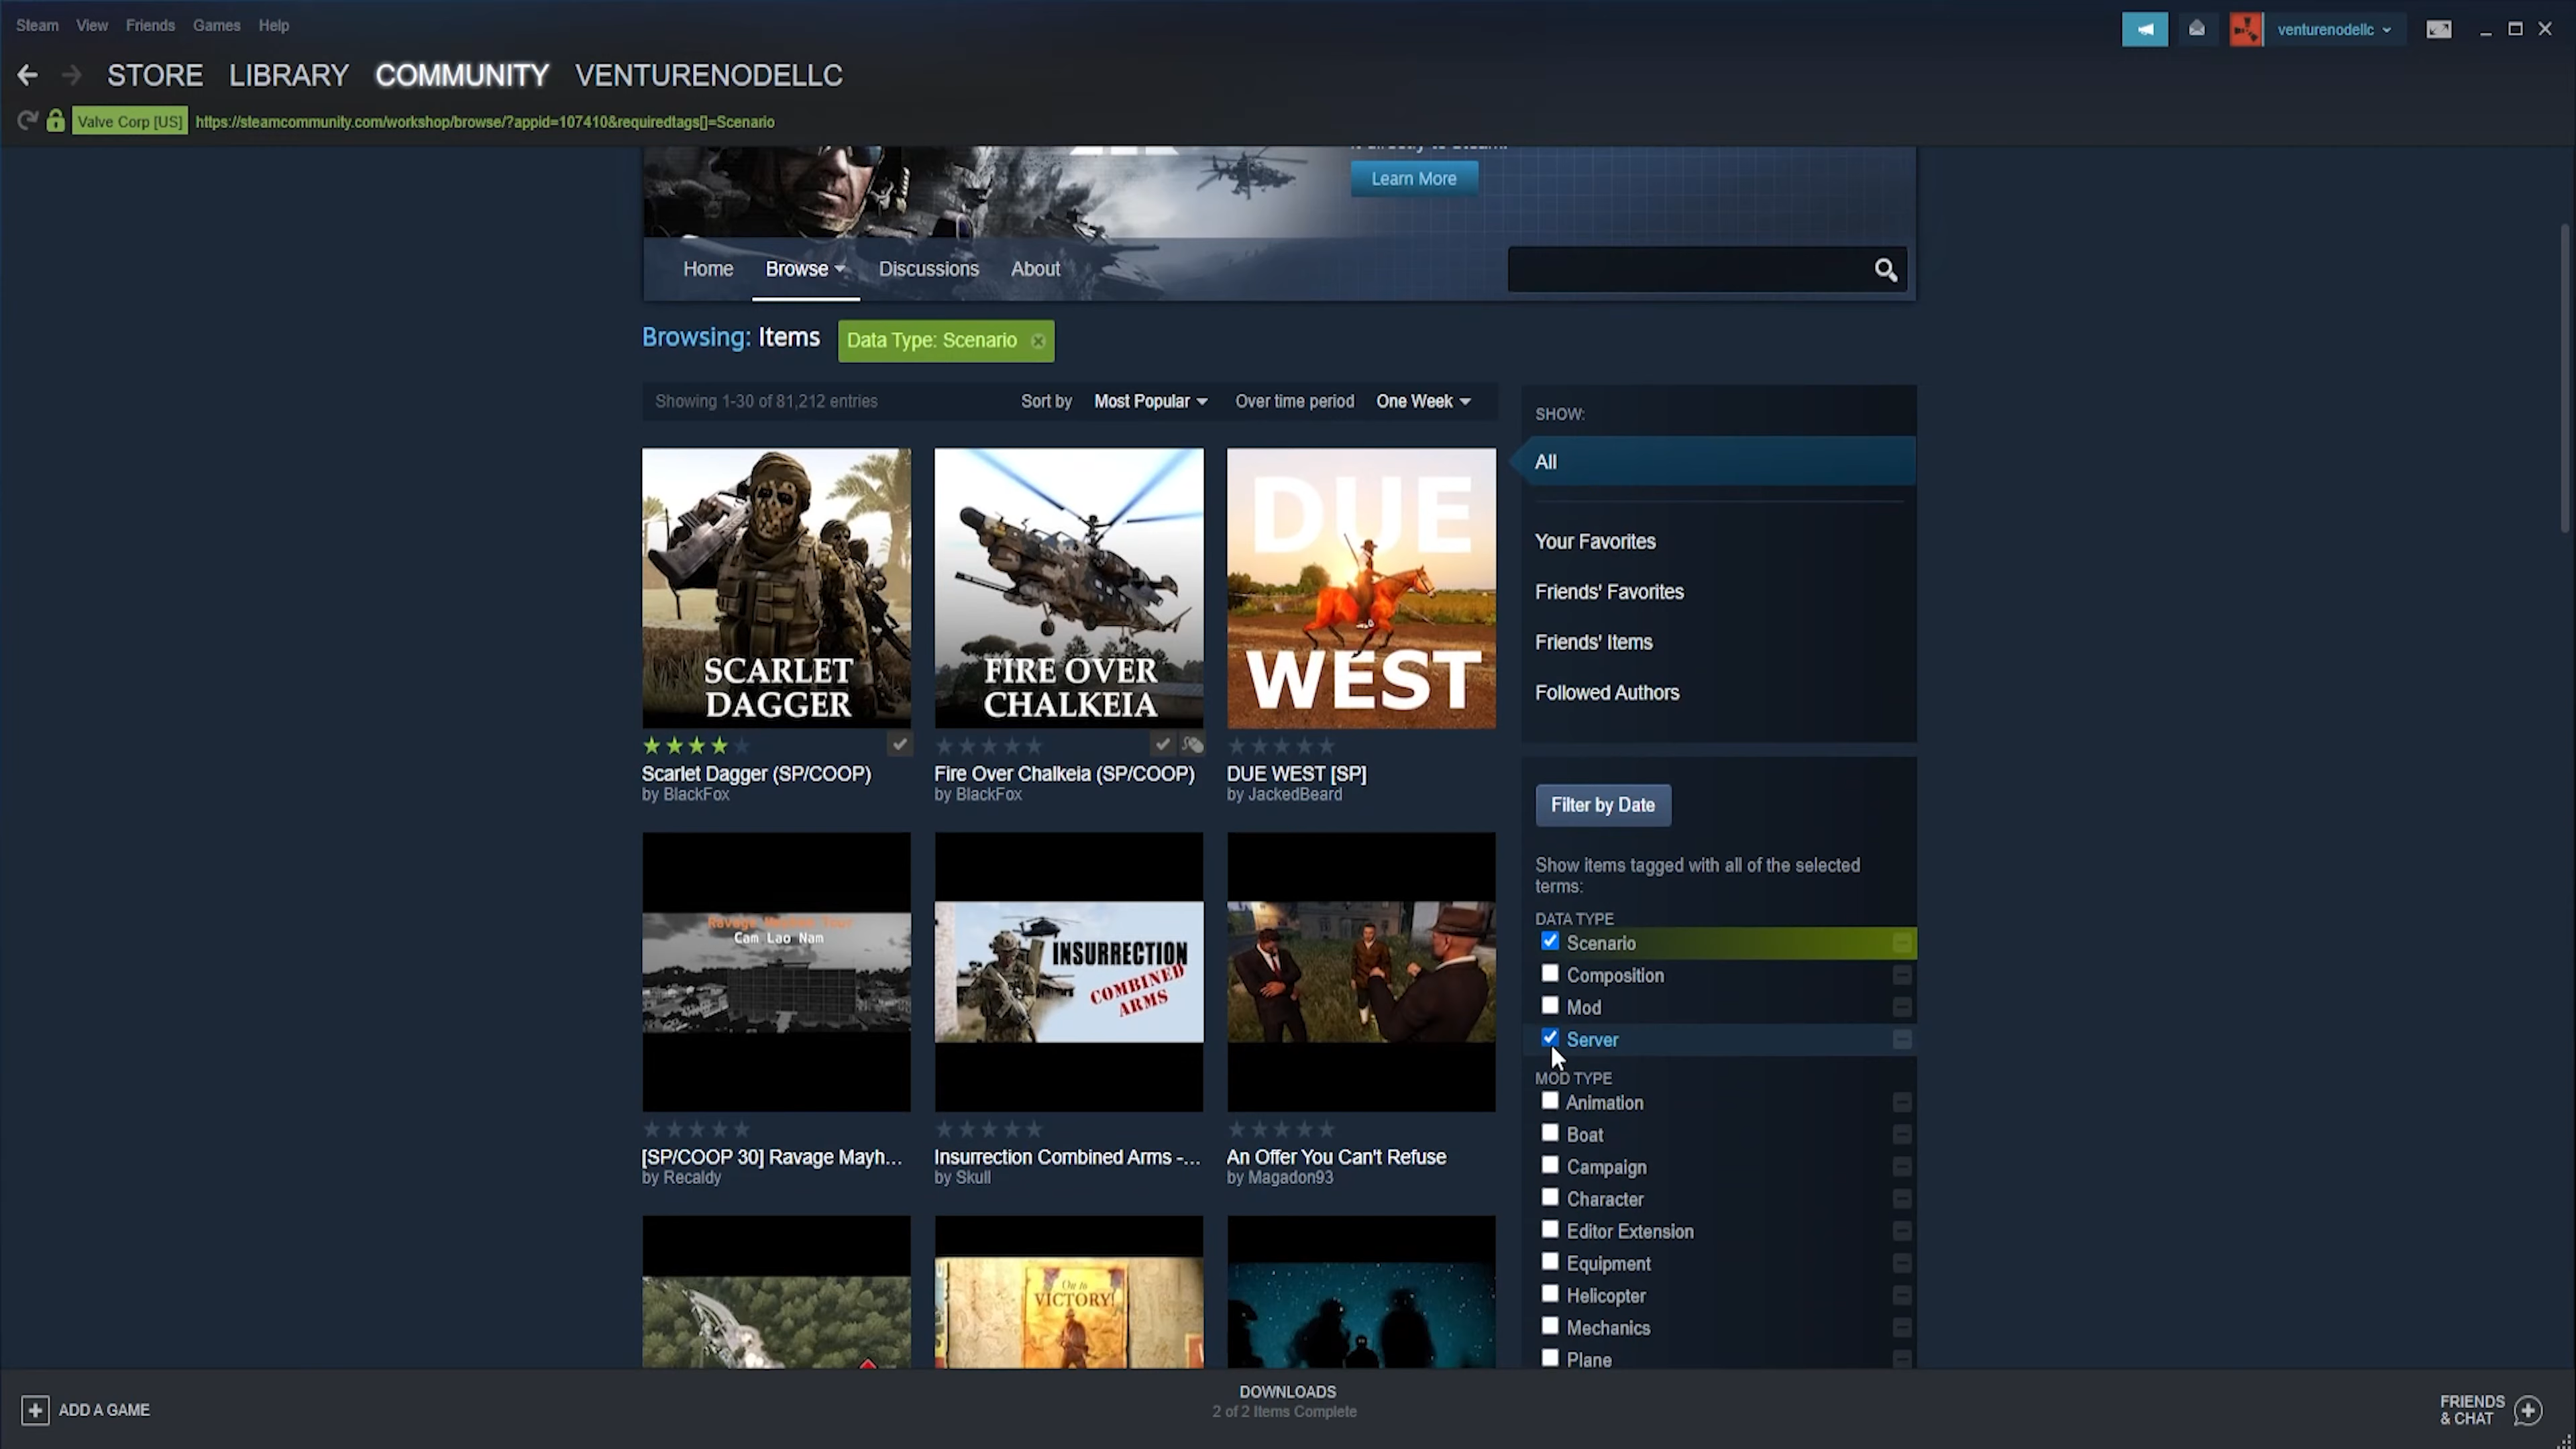 Steam View Friends Games Help
venturenodellc
STORE LIBRARY COMMUNITY VENTURENODELLC
Valve Corp [US] https://steamcommunity.com/workshop/browse/?appid=107410&requiredtags[]=Scenario
Learn More
Home Browse Discussions About
Browsing: Items Data Type: Scenario
Showing 1-30 of 81,212 entries Sort by Most Popular Over time period One Week
SHOW:
All
Your Favorites
Friends' Favorites
Friends' Items
Followed Authors
SCARLET
DAGGER
FIRE OVER
CHALKEIA
DUE
WEST
Scarlet Dagger (SP/COOP)
by BlackFox
Fire Over Chalkeia (SP/COOP)
by BlackFox
DUE WEST [SP]
by JackedBeard
Filter by Date
Show items tagged with all of the selected
terms:
DATA TYPE
Scenario
Composition
Mod
Server
MOD TYPE
Animation
Boat
Campaign
Character
Editor Extension
Equipment
Helicopter
Mechanics
Plane
Cam Lao Nam
INSURRECTION
COMBINED
ARMS
[SP/COOP 30] Ravage Mayh...
by Recaldy
Insurrection Combined Arms -...
by Skull
An Offer You Can't Refuse
by Magadon93
On to
VICTORY!
ADD A GAME
DOWNLOADS
2 of 2 Items Complete
FRIENDS
& CHAT